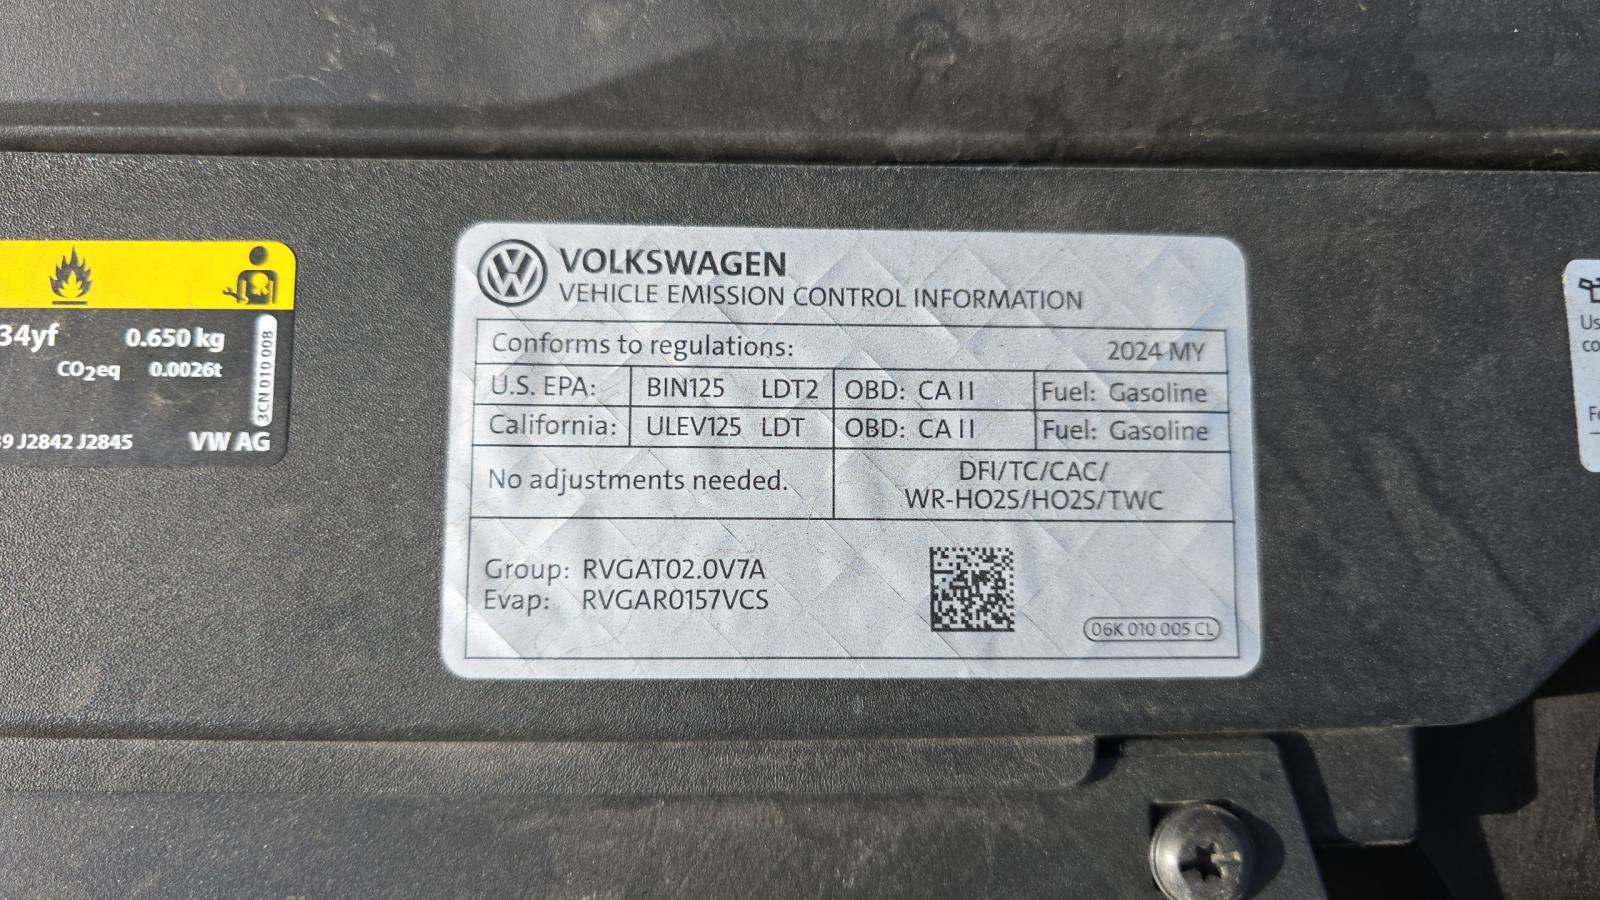 34yf 0.650 kg
CO2eq 0.0026t
3CN 010 008
39 J2842 J2845 VW AG
VOLKSWAGEN
VEHICLE EMISSION CONTROL INFORMATION
Conforms to regulations: 2024 MY
U.S. EPA: BIN125 LDT2 OBD: CA II Fuel: Gasoline
California: ULEV125 LDT OBD: CA II Fuel: Gasoline
No adjustments needed. DFI/TC/CAC/
WR-HO2S/HO2S/TWC
Group: RVGAT02.0V7A
Evap: RVGAR0157VCS
06K 010 005 CL
Us
co